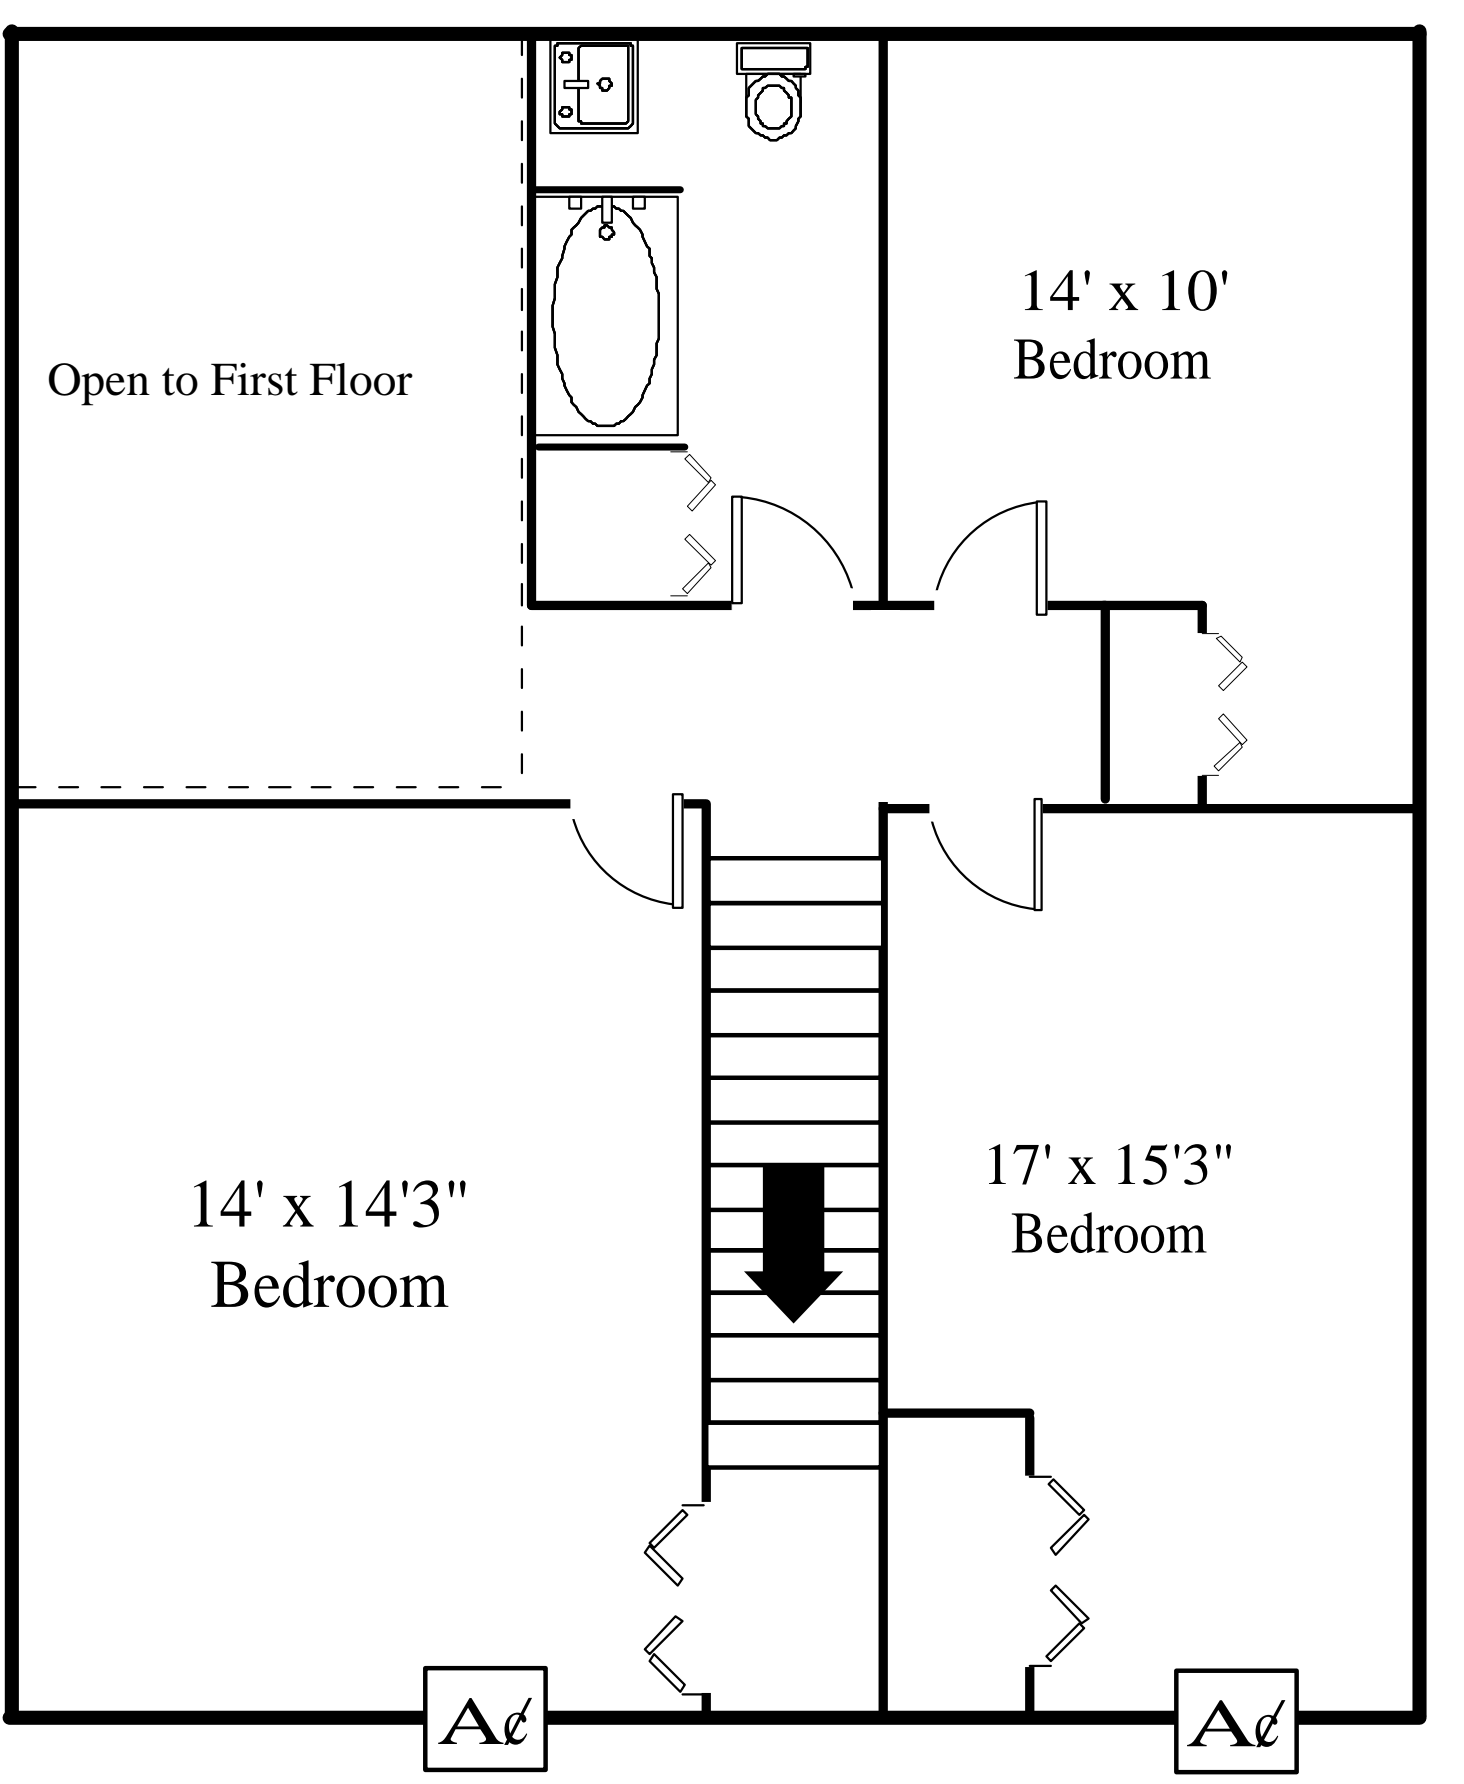 14' x 10'
Bedroom
Open to First Floor
17' x 15'3"
Bedroom
14' x 14'3"
Bedroom
A¢
A¢